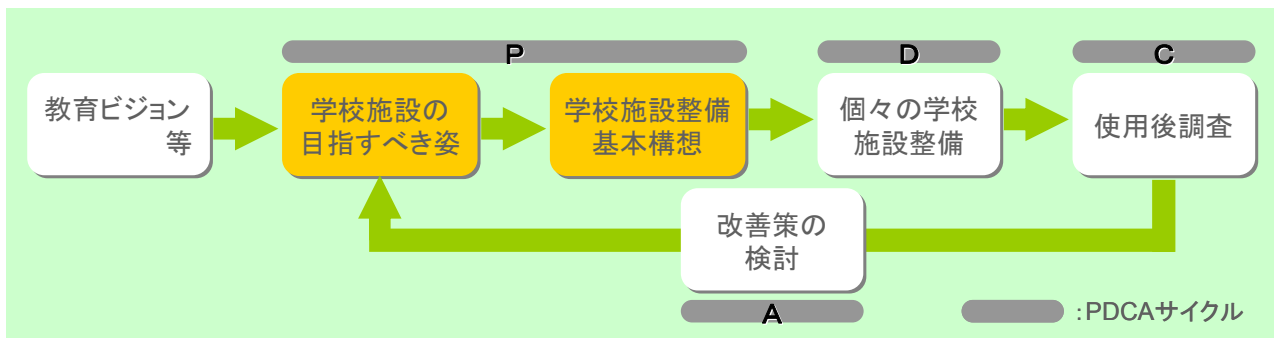 P
D
C
教育ビジョン
等
学校施設の
目指すべき姿
学校施設整備
基本構想
個々の学校
施設整備
使用後調査
改善策の
検討
A
:PDCAサイクル